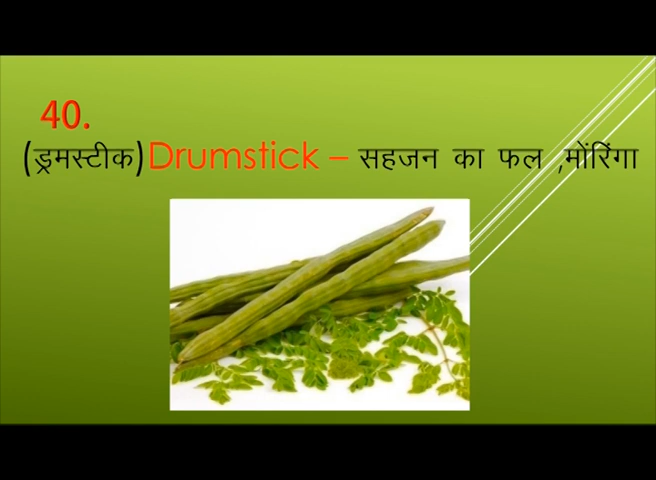 40.
(ड्रमस्टीक)Drumstick – सहजन का फल ,मोंरिंगा